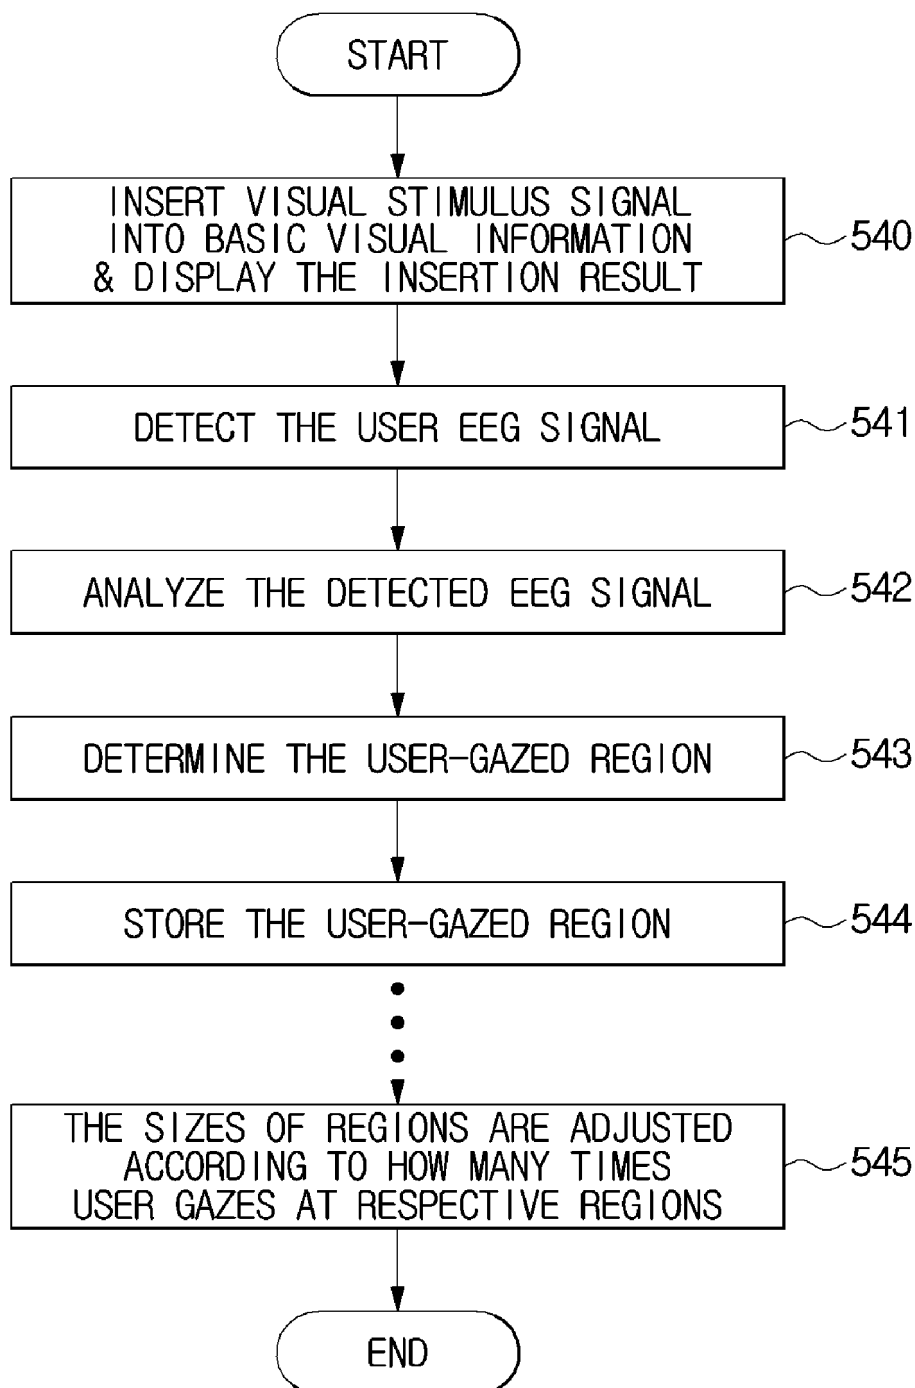 START
INSERT VISUAL STIMULUS SIGNAL
INTO BASIC VISUAL INFORMATION
& DISPLAY THE INSERTION RESULT
540
DETECT THE USER EEG SIGNAL
541
ANALYZE THE DETECTED EEG SIGNAL
542
DETERMINE THE USER-GAZED REGION
543
STORE THE USER-GAZED REGION
544
THE SIZES OF REGIONS ARE ADJUSTED
ACCORDING TO HOW MANY TIMES
USER GAZES AT RESPECTIVE REGIONS
545
END